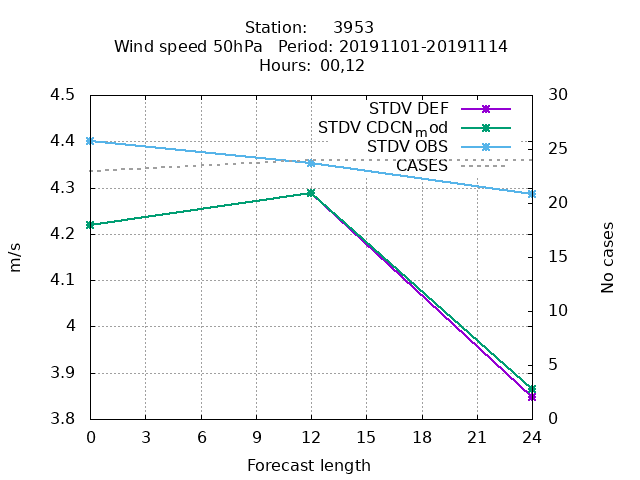 Station: 3953
Wind speed 50hPa Period: 20191101-20191114
Hours: 00,12
4.5
4.4
4.3
4.2
4.1
4
3.9
3.8
m/s
STDV DEF
STDV CDCNmod
STDV OBS
CASES
30
25
20
15
10
5
0
No cases
0 3 6 9 12 15 18 21 24
Forecast length